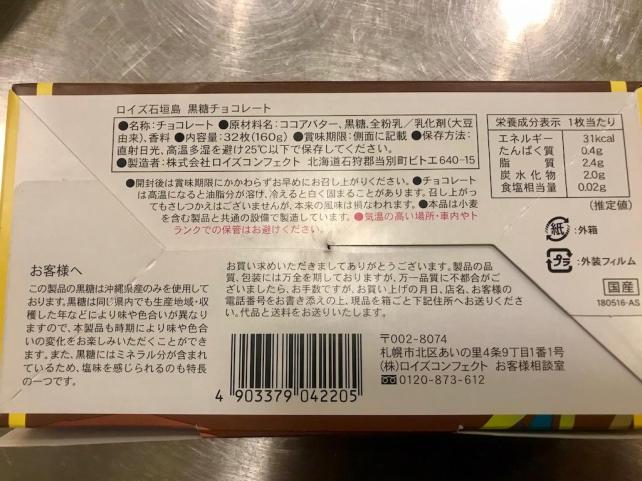 ロイズ石垣島 黒糖チョコレート
●名称:チョコレート ●原材料名:ココアバター、黒糖、全粉乳/乳化剤(大豆
由来)、香料 ●内容量:32枚(160g) ●賞味期限:側面に記載 ●保存方法:
直射日光、高温多湿を避け25℃以下で保存してください。
●製造者:株式会社ロイズコンフェクト 北海道石狩郡当別町ビトエ640-15
●開封後は賞味期限にかかわらずお早めにお召し上がりください。●チョコレート
は高温になると油脂分が溶け、冷えると白く固まることがあります。召し上がっ
てもさしつかえはございませんが、本来の風味は損なわれます。●本品は小麦
を含む製品と共通の設備で製造しています。●気温の高い場所・車内やト
ランクでの保管はお避けください。
栄養成分表示 1枚当たり
エネルギー 31kcal
たんぱく質 0.4g
脂質 2.4g
炭水化物 2.0g
食塩相当量 0.02g
(推定値)
紙 :外箱
プラ :外装フィルム
国産
180516-AS
お客様へ
この製品の黒糖は沖縄県産のみを使用して
おります。黒糖は同じ県内でも生産地域・収
穫した年などにより味や色合いが異なり
ますので、本製品も時期により味や色合い
の変化をお楽しみいただくことができ
ます。また、黒糖にはミネラル分が含まれ
ているため、塩味を感じられるのも特長
の一つです。
お買い求めいただきましてありがとうございます。製品の品
質、包装には万全を期しておりますが、万一品質に不都合がご
ざいましたら、お手数ですが、お買い上げの月日、店名、お客様の
電話番号をお書き添えの上、現品を箱ごと下記住所へお送りくださ
い。代品と送料をお送りいたします。
4 903379 042205
〒002-8074
札幌市北区あいの里4条9丁目1番1号
(株)ロイズコンフェクト お客様相談室
0120-873-612